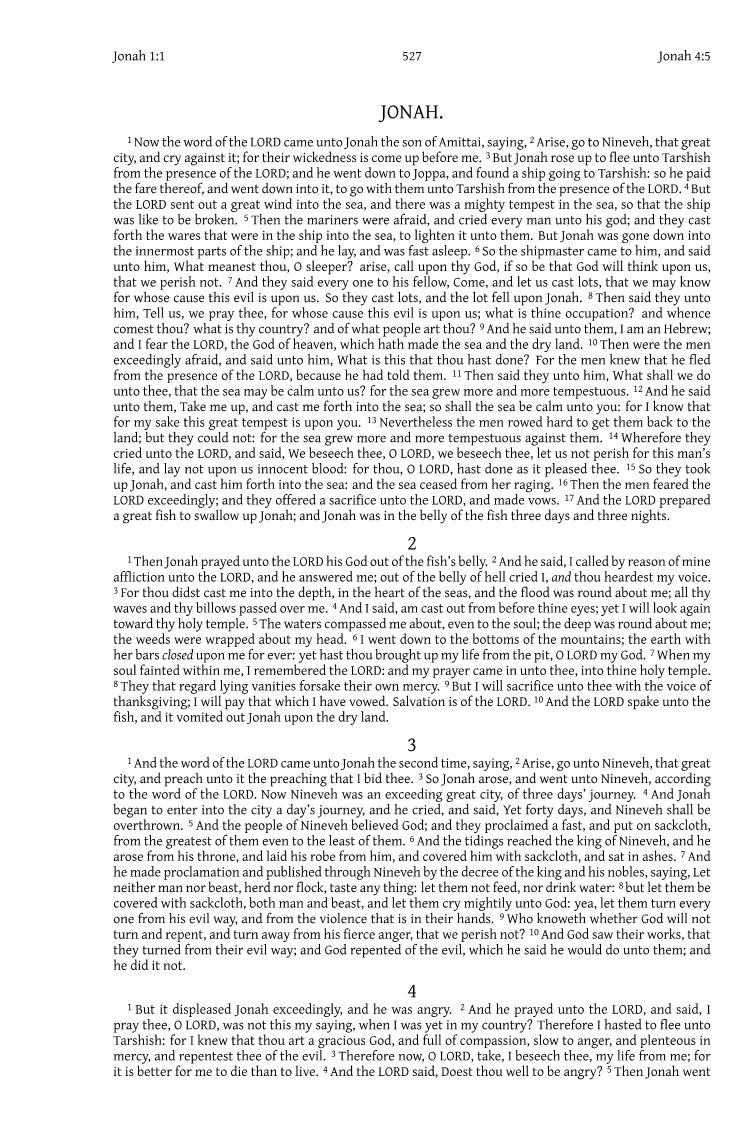 Jonah 1:1 527 Jonah 4:5
JONAH.
1 Now the word of the LORD came unto Jonah the son of Amittai, saying, 2 Arise, go to Nineveh, that great
city, and cry against it; for their wickedness is come up before me. 3 But Jonah rose up to flee unto Tarshish
from the presence of the LORD; and he went down to Joppa, and found a ship going to Tarshish: so he paid
the fare thereof, and went down into it, to go with them unto Tarshish from the presence of the LORD. 4 But
the LORD sent out a great wind into the sea, and there was a mighty tempest in the sea, so that the ship
was like to be broken. 5 Then the mariners were afraid, and cried every man unto his god; and they cast
forth the wares that were in the ship into the sea, to lighten it unto them. But Jonah was gone down into
the innermost parts of the ship; and he lay, and was fast asleep. 6 So the shipmaster came to him, and said
unto him, What meanest thou, O sleeper? arise, call upon thy God, if so be that God will think upon us,
that we perish not. 7 And they said every one to his fellow, Come, and let us cast lots, that we may know
for whose cause this evil is upon us. So they cast lots, and the lot fell upon Jonah. 8 Then said they unto
him, Tell us, we pray thee, for whose cause this evil is upon us; what is thine occupation? and whence
comest thou? what is thy country? and of what people art thou? 9 And he said unto them, I am an Hebrew;
and I fear the LORD, the God of heaven, which hath made the sea and the dry land. 10 Then were the men
exceedingly afraid, and said unto him, What is this that thou hast done? For the men knew that he fled
from the presence of the LORD, because he had told them. 11 Then said they unto him, What shall we do
unto thee, that the sea may be calm unto us? for the sea grew more and more tempestuous. 12 And he said
unto them, Take me up, and cast me forth into the sea; so shall the sea be calm unto you: for I know that
for my sake this great tempest is upon you. 13 Nevertheless the men rowed hard to get them back to the
land; but they could not: for the sea grew more and more tempestuous against them. 14 Wherefore they
cried unto the LORD, and said, We beseech thee, O LORD, we beseech thee, let us not perish for this man's
life, and lay not upon us innocent blood: for thou, O LORD, hast done as it pleased thee. 15 So they took
up Jonah, and cast him forth into the sea: and the sea ceased from her raging. 16 Then the men feared the
LORD exceedingly; and they offered a sacrifice unto the LORD, and made vows. 17 And the LORD prepared
a great fish to swallow up Jonah; and Jonah was in the belly of the fish three days and three nights.
2
1 Then Jonah prayed unto the LORD his God out of the fish's belly. 2 And he said, I called by reason of mine
affliction unto the LORD, and he answered me; out of the belly of hell cried I, and thou heardest my voice.
3 For thou didst cast me into the depth, in the heart of the seas, and the flood was round about me; all thy
waves and thy billows passed over me. 4 And I said, am cast out from before thine eyes; yet I will look again
toward thy holy temple. 5 The waters compassed me about, even to the soul; the deep was round about me;
the weeds were wrapped about my head. 6 I went down to the bottoms of the mountains; the earth with
her bars closed upon me for ever: yet hast thou brought up my life from the pit, O LORD my God. 7 When my
soul fainted within me, I remembered the LORD: and my prayer came in unto thee, into thine holy temple.
8 They that regard lying vanities forsake their own mercy. 9 But I will sacrifice unto thee with the voice of
thanksgiving; I will pay that which I have vowed. Salvation is of the LORD. 10 And the LORD spake unto the
fish, and it vomited out Jonah upon the dry land.
3
1 And the word of the LORD came unto Jonah the second time, saying, 2 Arise, go unto Nineveh, that great
city, and preach unto it the preaching that I bid thee. 3 So Jonah arose, and went unto Nineveh, according
to the word of the LORD. Now Nineveh was an exceeding great city, of three days' journey. 4 And Jonah
began to enter into the city a day's journey, and he cried, and said, Yet forty days, and Nineveh shall be
overthrown. 5 And the people of Nineveh believed God; and they proclaimed a fast, and put on sackcloth,
from the greatest of them even to the least of them. 6 And the tidings reached the king of Nineveh, and he
arose from his throne, and laid his robe from him, and covered him with sackcloth, and sat in ashes. 7 And
he made proclamation and published through Nineveh by the decree of the king and his nobles, saying, Let
neither man nor beast, herd nor flock, taste any thing: let them not feed, nor drink water: 8 but let them be
covered with sackcloth, both man and beast, and let them cry mightily unto God: yea, let them turn every
one from his evil way, and from the violence that is in their hands. 9 Who knoweth whether God will not
turn and repent, and turn away from his fierce anger, that we perish not? 10 And God saw their works, that
they turned from their evil way; and God repented of the evil, which he said he would do unto them; and
he did it not.
4
1 But it displeased Jonah exceedingly, and he was angry. 2 And he prayed unto the LORD, and said, I
pray thee, O LORD, was not this my saying, when I was yet in my country? Therefore I hasted to flee unto
Tarshish: for I knew that thou art a gracious God, and full of compassion, slow to anger, and plenteous in
mercy, and repentest thee of the evil. 3 Therefore now, O LORD, take, I beseech thee, my life from me; for
it is better for me to die than to live. 4 And the LORD said, Doest thou well to be angry? 5 Then Jonah went